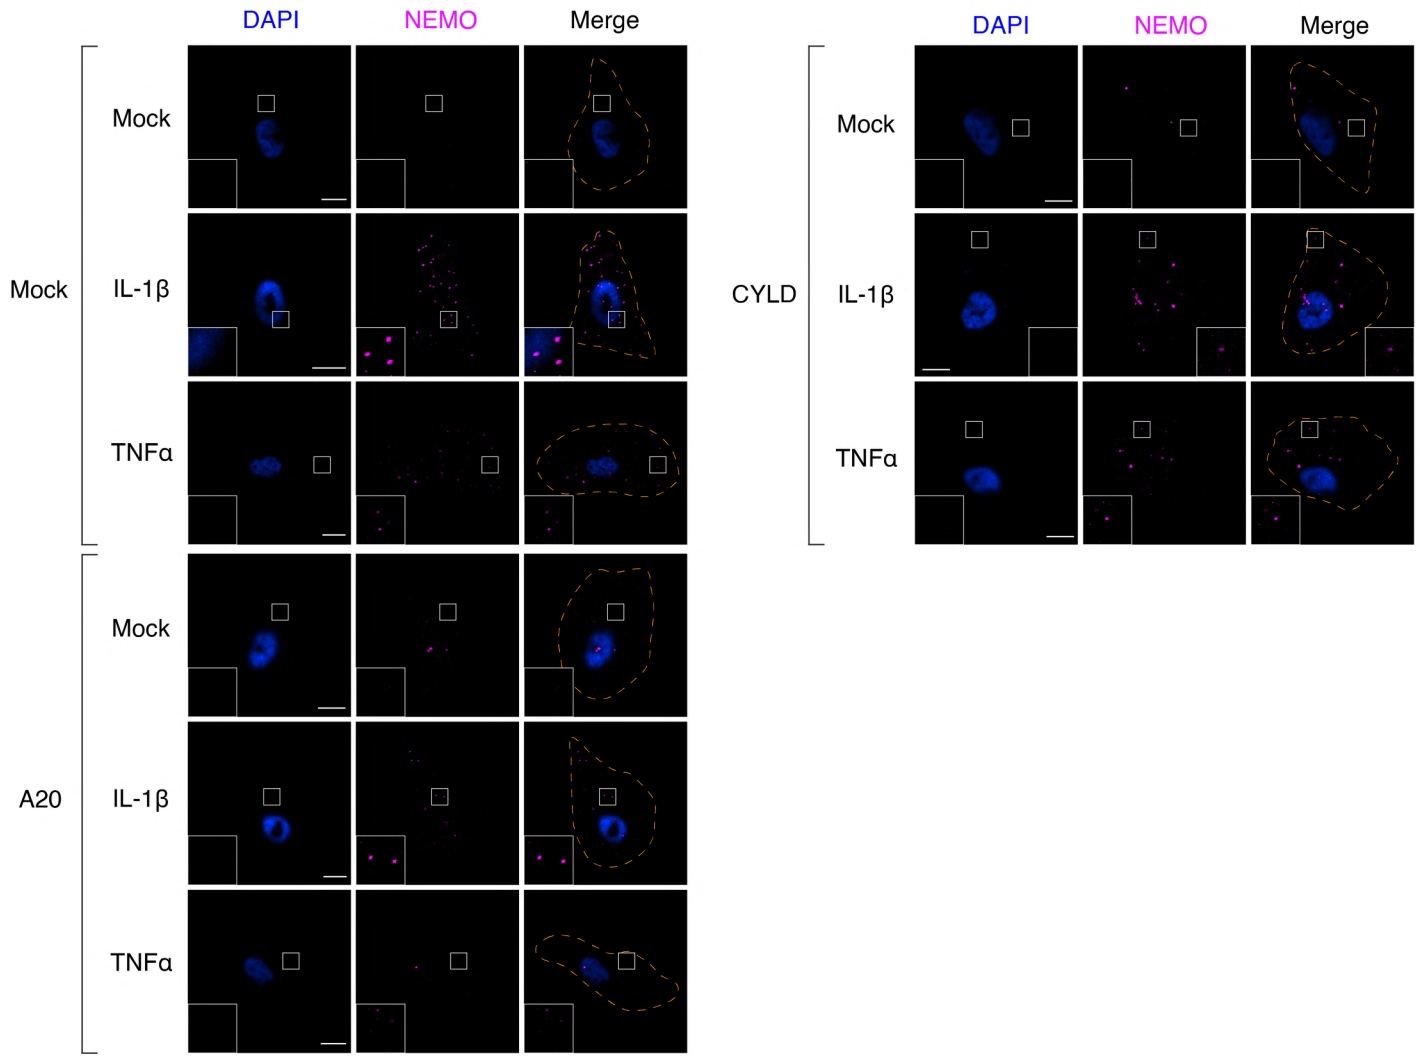 DAPI NEMO Merge
Mock
Mock IL-1β
TNFα
Mock
A20 IL-1β
TNFα
DAPI NEMO Merge
Mock
CYLD IL-1β
TNFα